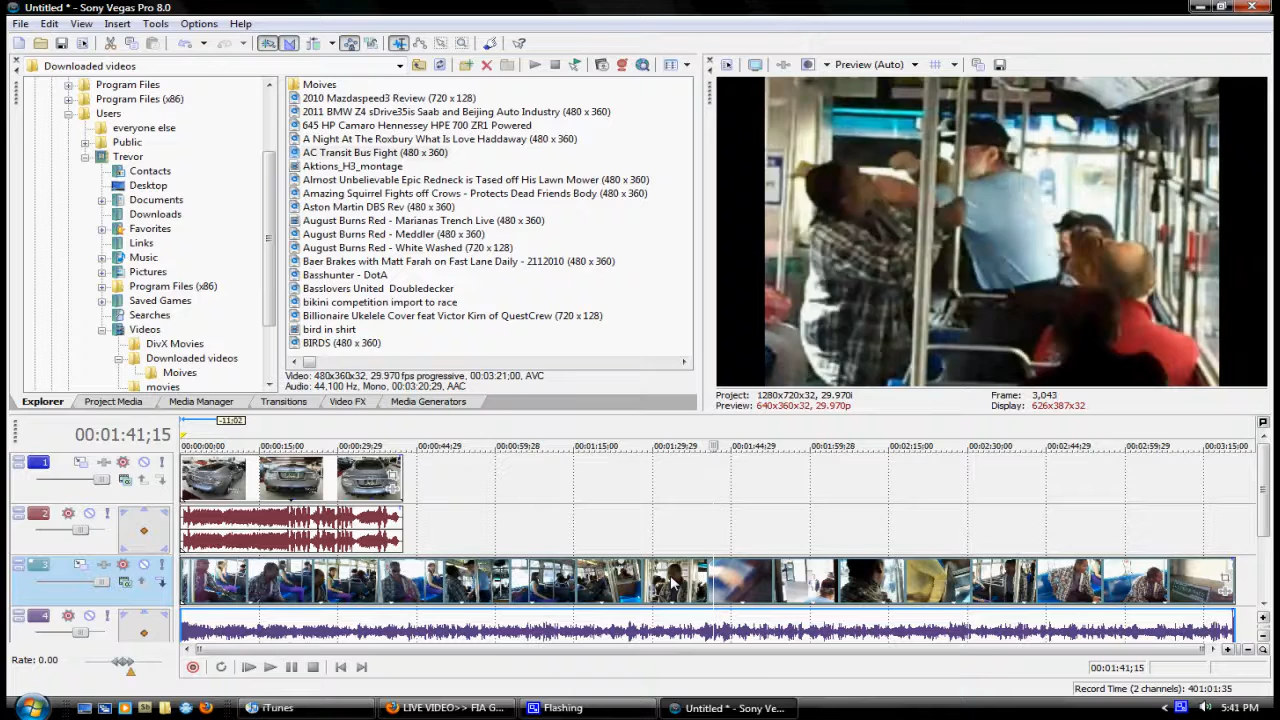 Untitled * - Sony Vegas Pro 8.0
File Edit View Insert Tools Options Help
Downloaded videos
Preview (Auto)
Program Files
Program Files (x86)
Users
everyone else
Public
Trevor
Contacts
Desktop
Documents
Downloads
Favorites
Links
Music
Pictures
Program Files (x86)
Saved Games
Searches
Videos
DivX Movies
Downloaded videos
Moives
movies
Moives
2010 Mazdaspeed3 Review (720 x 128)
2011 BMW Z4 sDrive35is Saab and Beijing Auto Industry (480 x 360)
645 HP Camaro Hennessey HPE 700 ZR1 Powered
A Night At The Roxbury What Is Love Haddaway (480 x 360)
AC Transit Bus Fight (480 x 360)
Aktions_H3_montage
Almost Unbelievable Epic Redneck is Tased off His Lawn Mower (480 x 360)
Amazing Squirrel Fights off Crows - Protects Dead Friends Body (480 x 360)
Aston Martin DBS Rev (480 x 360)
August Burns Red - Marianas Trench Live (480 x 360)
August Burns Red - Meddler (480 x 360)
August Burns Red - White Washed (720 x 128)
Baer Brakes with Matt Farah on Fast Lane Daily - 2112010 (480 x 360)
Basshunter - DotA
Basslovers United  Doubledecker
bikini competition import to race
Billionaire Ukelele Cover feat Victor Kim of QuestCrew (720 x 128)
bird in shirt
BIRDS (480 x 360)
Video: 480x360x32, 29.970 fps progressive, 00:03:21;00, AVC
Audio: 44,100 Hz, Mono, 00:03:20;29, AAC
Explorer Project Media Media Manager Transitions Video FX Media Generators
Project: 1280x720x32, 29.970i Frame: 3,043
Preview: 640x360x32, 29.970p Display: 626x387x32
-11;02
00:01:41;15
00:00:00;00 00:00:15;00 00:00:29;29 00:00:44;29 00:00:59;28 00:01:15;00 00:01:29;29 00:01:44;29 00:01:59;28 00:02:15;00 00:02:30;00 00:02:44;29 00:02:59;29 00:03:15;00
1
2
3
4
Rate: 0.00
00:01:41;15
Record Time (2 channels): 401:01:35
iTunes
LIVE VIDEO>> FIA G...
Flashing
Untitled * - Sony Ve...
5:41 PM